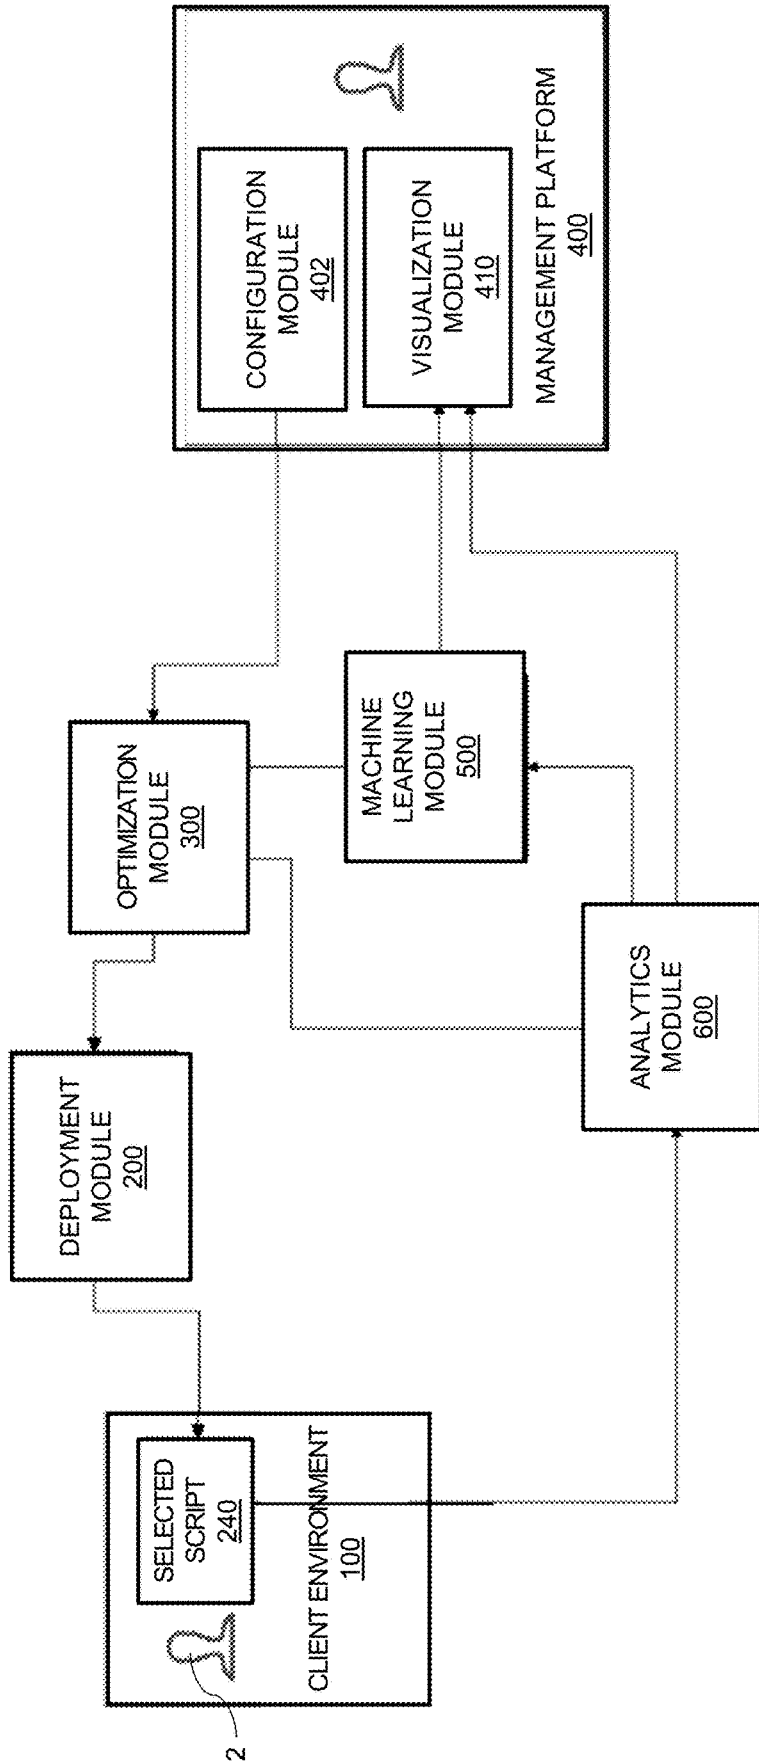 2
SELECTED
SCRIPT
240
CLIENT ENVIRONMENT
100
DEPLOYMENT
MODULE
200
OPTIMIZATION
MODULE
300
MACHINE
LEARNING
MODULE
500
ANALYTICS
MODULE
600
CONFIGURATION
MODULE
402
VISUALIZATION
MODULE
410
MANAGEMENT PLATFORM
400